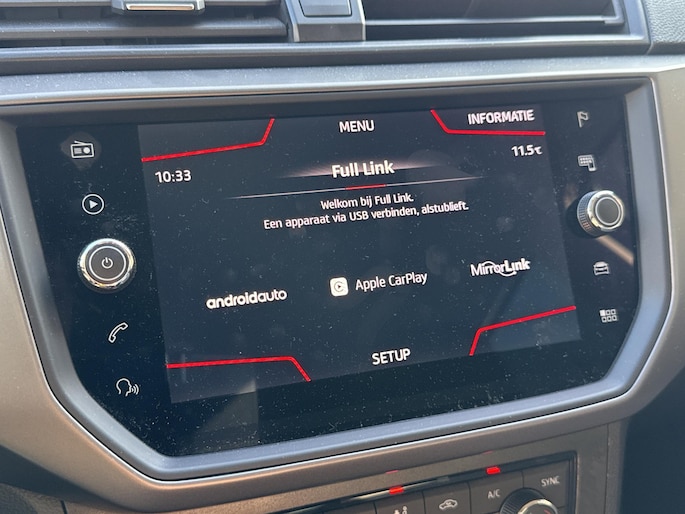 MENU
INFORMATIE
10:33
Full Link
11.5°C
Welkom bij Full Link.
Een apparaat via USB verbinden, alstublieft.
androidauto
Apple CarPlay
MirrorLink
SETUP
A/C
SYNC